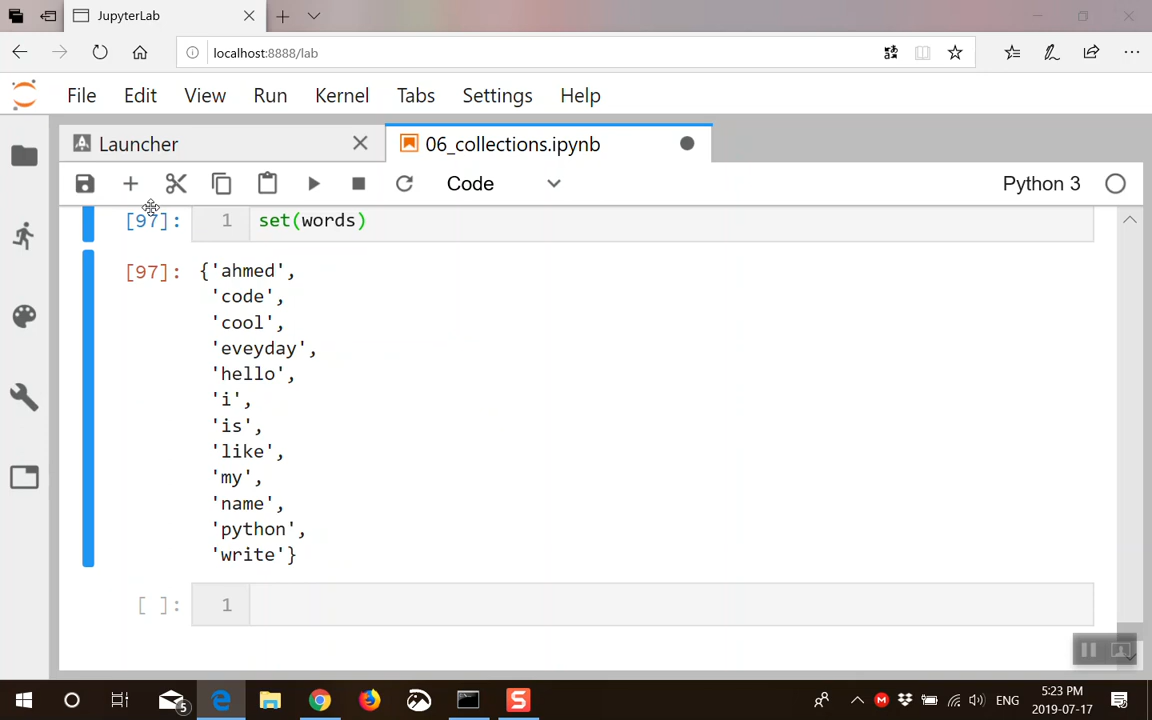 JupyterLab
localhost:8888/lab
File Edit View Run Kernel Tabs Settings Help
Launcher 06_collections.ipynb
Code Python 3
[97]: 1 set(words)
[97]: {'ahmed',
'code',
'cool',
'eveyday',
'hello',
'i',
'is',
'like',
'my',
'name',
'python',
'write'}
[ ]: 1
5 S M ENG 5:23 PM
2019-07-17